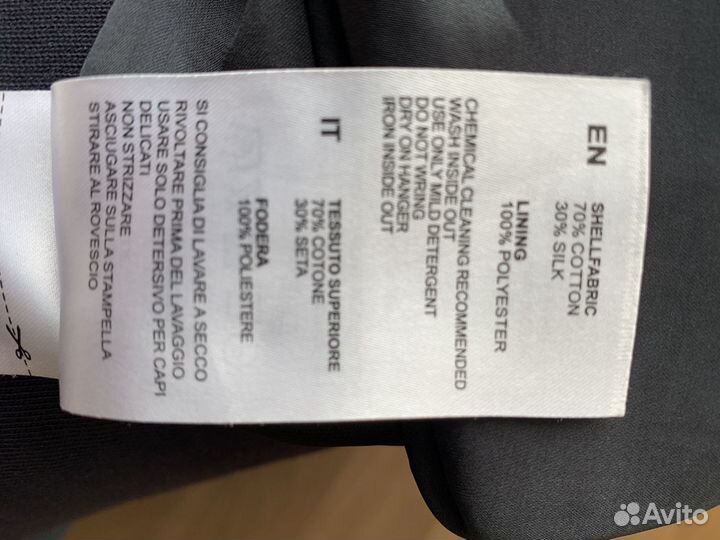 EN
SHELLFABRIC
70% COTTON
30% SILK
LINING
100% POLYESTER
CHEMICAL CLEANING RECOMMENDED
WASH INSIDE OUT
USE ONLY MILD DETERGENT
DO NOT WRING
DRY ON HANGER
IRON INSIDE OUT
IT
TESSUTO SUPERIORE
70% COTONE
30% SETA
FODERA
100% POLIESTERE
SI CONSIGLIA DI LAVARE A SECCO
RIVOLTARE PRIMA DEL LAVAGGIO
USARE SOLO DETERSIVO PER CAPI
DELICATI
NON STRIZZARE
ASCIUGARE SULLA STAMPELLA
STIRARE AL ROVESCIO
Avito